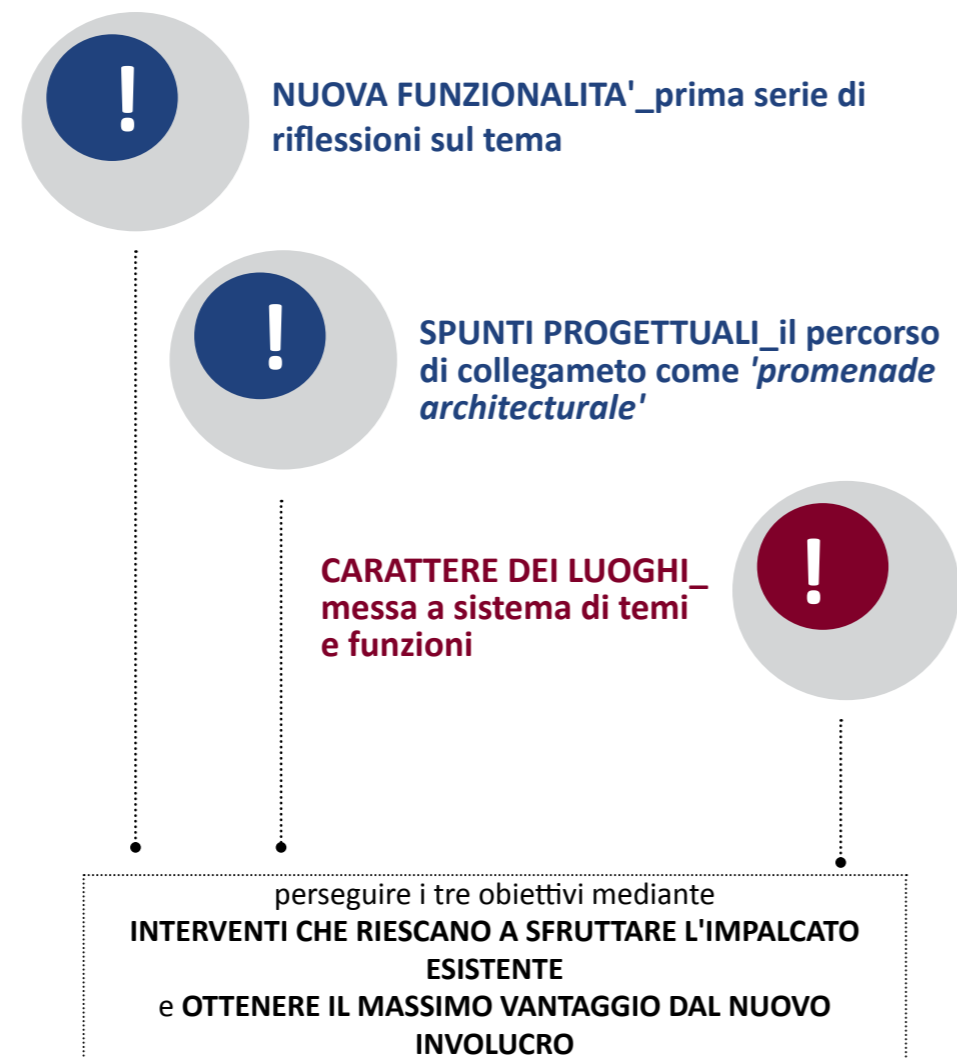 !
NUOVA FUNZIONALITA'_prima serie di
riflessioni sul tema
!
SPUNTI PROGETTUALI_il percorso
di collegameto come 'promenade
architecturale'
!
CARATTERE DEI LUOGHI_
messa a sistema di temi
e funzioni
perseguire i tre obiettivi mediante
INTERVENTI CHE RIESCANO A SFRUTTARE L'IMPALCATO
ESISTENTE
e OTTENERE IL MASSIMO VANTAGGIO DAL NUOVO
INVOLUCRO